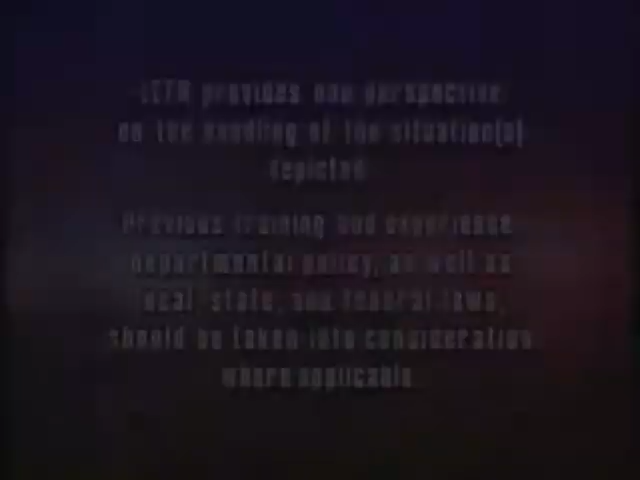 provides one perspective
on the handling of the situation(s)
depicted.
Previous training and experience
departmental policy, as well as
local, state, and federal laws,
should be taken into consideration
where applicable.